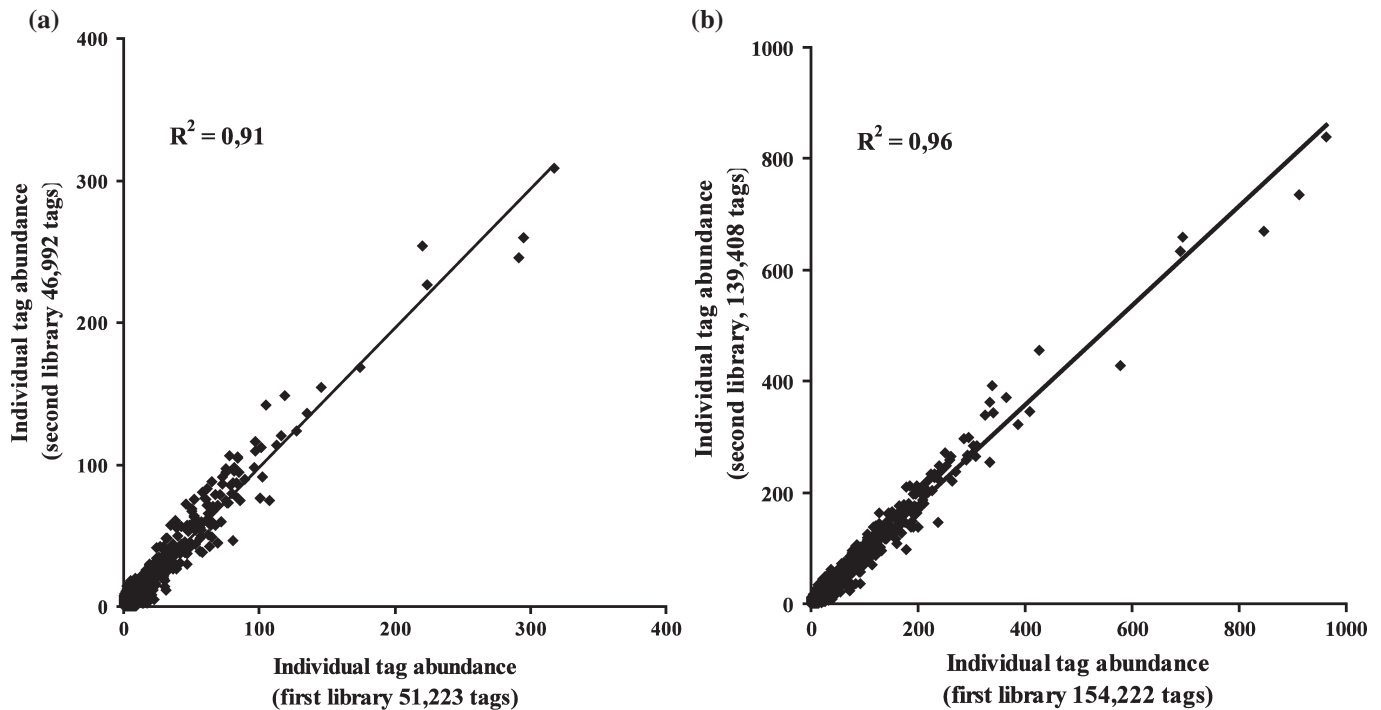 (a)
400
300
200
100
0
R² = 0,91
Individual tag abundance
(second library 46,992 tags)
0 100 200 300 400
Individual tag abundance
(first library 51,223 tags)
(b)
1000
800
600
400
200
0
R² = 0,96
Individual tag abundance
(second library, 139,408 tags)
0 200 400 600 800 1000
Individual tag abundance
(first library 154,222 tags)